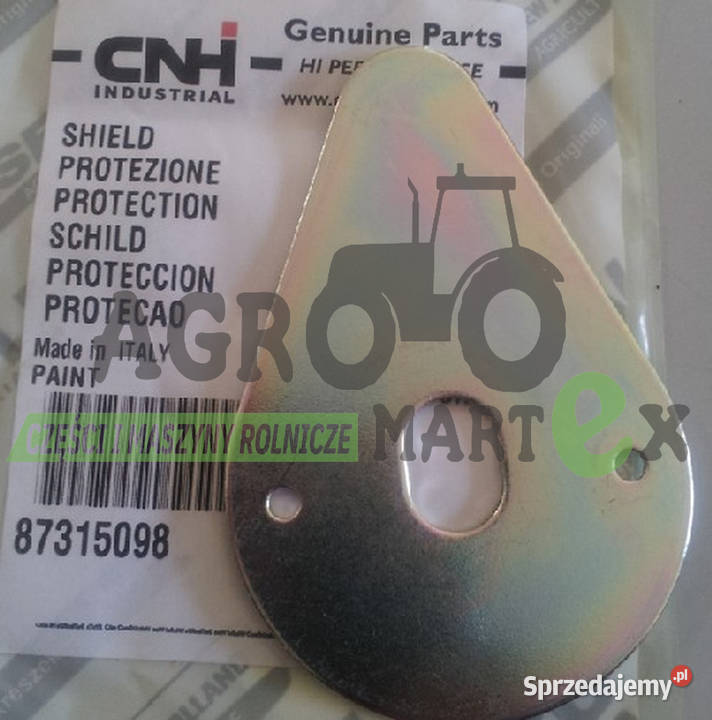 CNH
INDUSTRIAL
Genuine Parts
SHIELD
PROTEZIONE
PROTECTION
SCHILD
PROTECCION
PROTECAO
Made in ITALY
PAINT
87315098
AGRO
MARTEX
CZĘŚCI I MASZYNY ROLNICZE
Originali
Sprzedajemy.pl